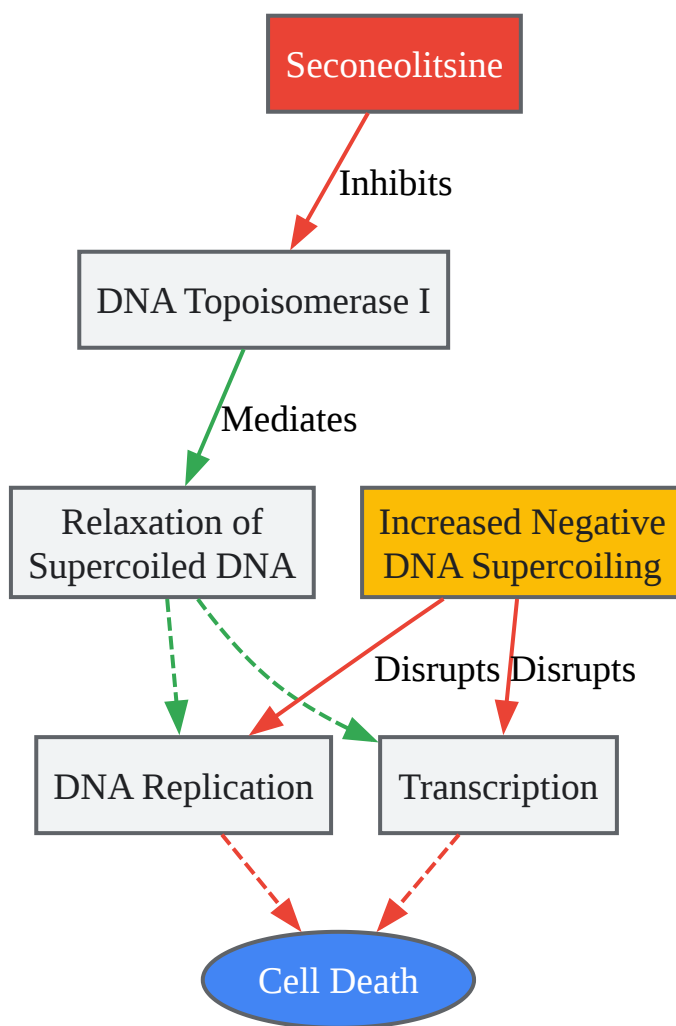 Seconeolitsine
Inhibits
DNA Topoisomerase I
Mediates
Relaxation of
Supercoiled DNA
Increased Negative
DNA Supercoiling
Disrupts
Disrupts
DNA Replication
Transcription
Cell Death